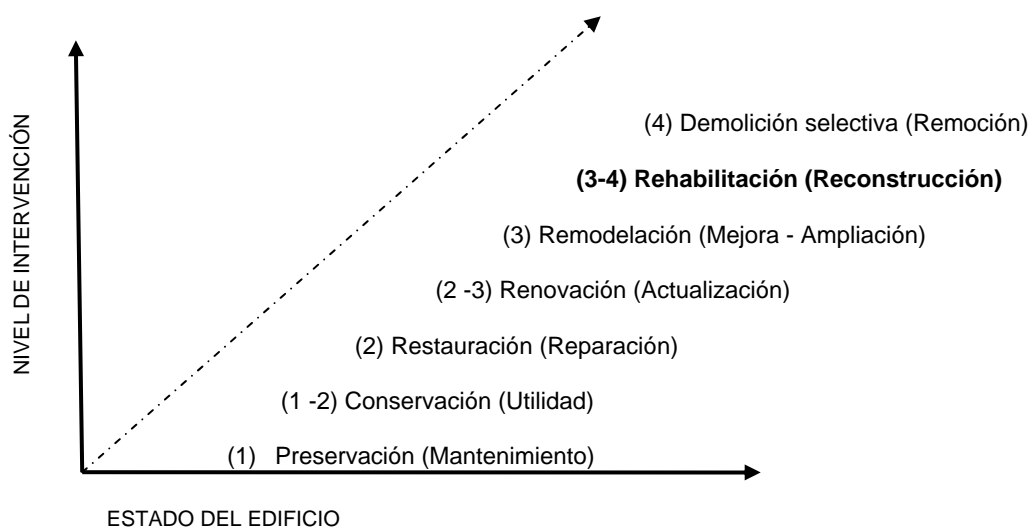 NIVEL DE INTERVENCIÓN
(4) Demolición selectiva (Remoción)
(3-4) Rehabilitación (Reconstrucción)
(3) Remodelación (Mejora - Ampliación)
(2 -3) Renovación (Actualización)
(2) Restauración (Reparación)
(1 -2) Conservación (Utilidad)
(1) Preservación (Mantenimiento)
ESTADO DEL EDIFICIO